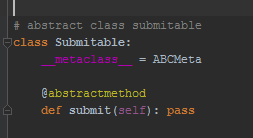 # abstract class submitable
class Submitable:
    __metaclass__ = ABCMeta
    @abstractmethod
    def submit(self): pass